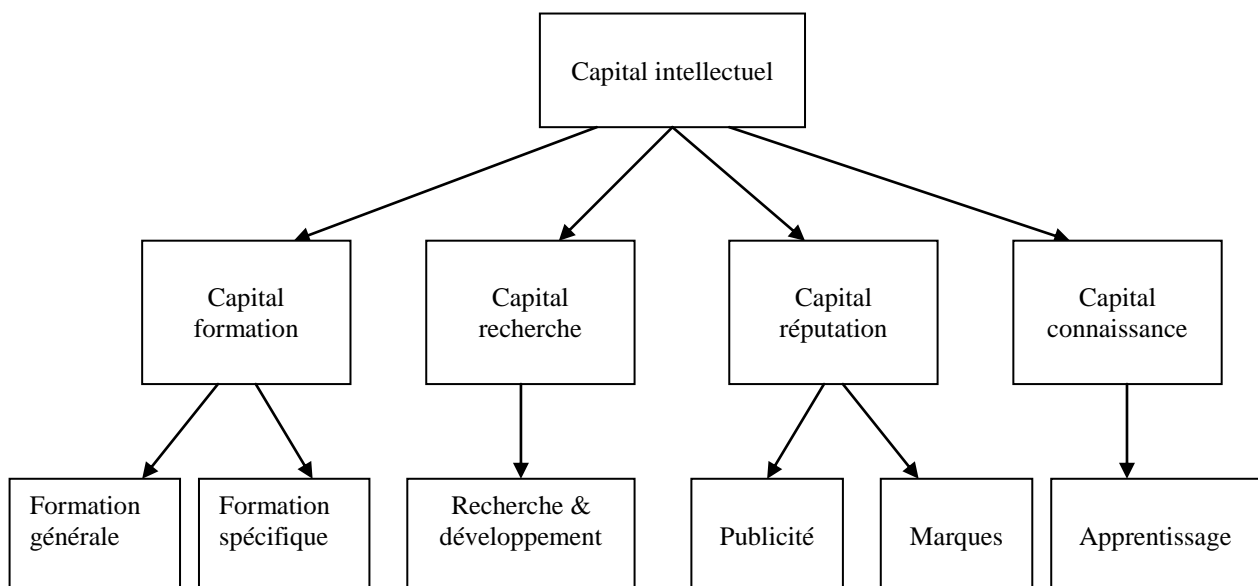 Capital intellectuel
Capital
formation
Capital
recherche
Capital
réputation
Capital
connaissance
Formation
générale
Formation
spécifique
Recherche &
développement
Publicité
Marques
Apprentissage